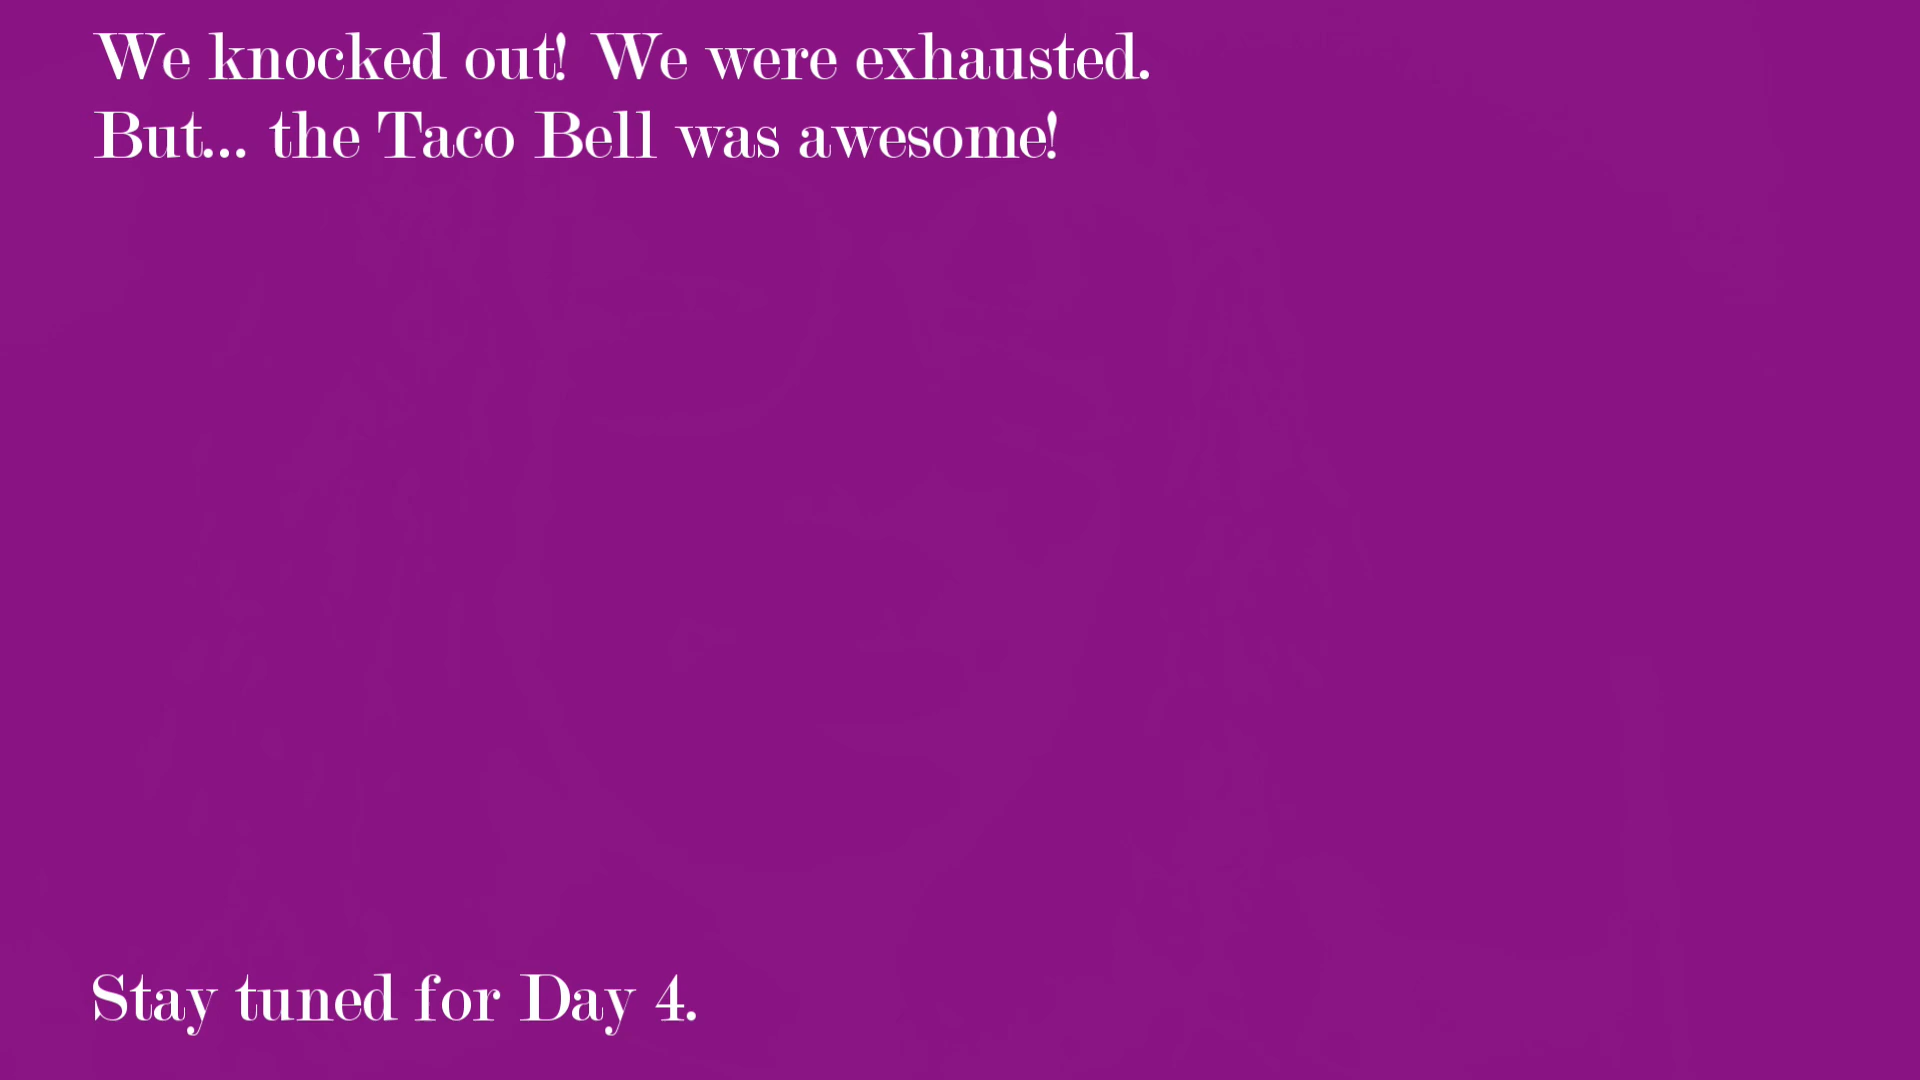 We knocked out! We were exhausted.
But... the Taco Bell was awesome!
Stay tuned for Day 4.